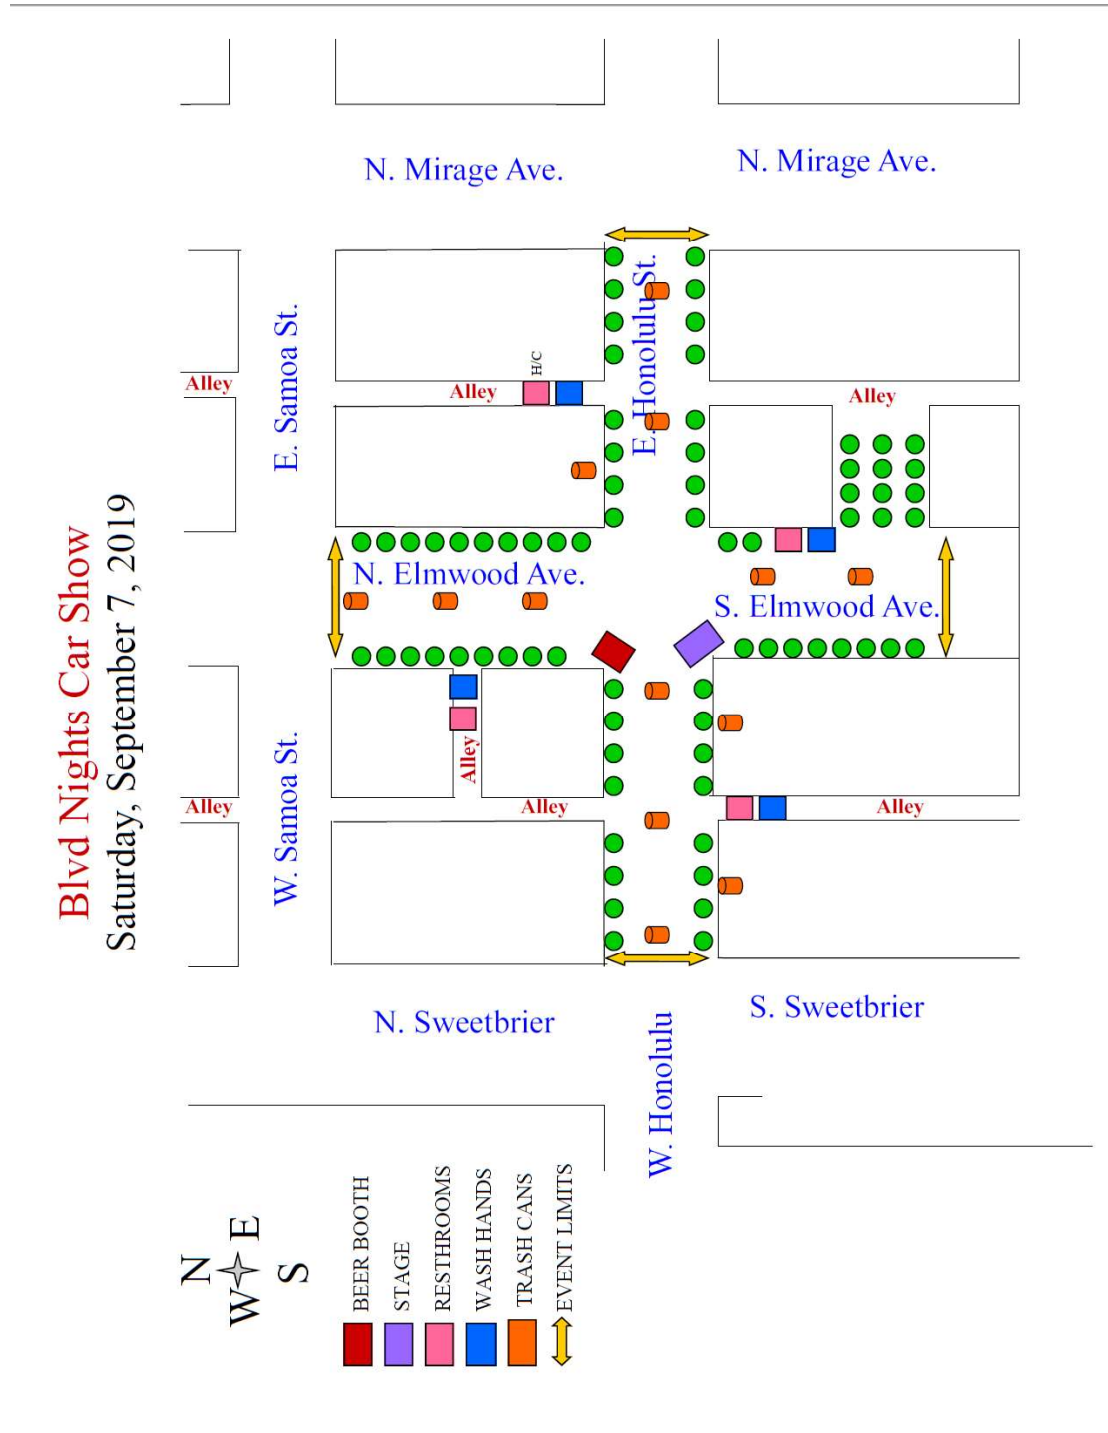 Blvd Nights Car Show
Saturday, September 7, 2019
N. Mirage Ave.
N. Mirage Ave.
E. Samoa St.
E. Honolulu St.
H/C
Alley
Alley
Alley
N. Elmwood Ave.
S. Elmwood Ave.
W. Samoa St.
Alley
Alley
Alley
Alley
N. Sweetbrier
S. Sweetbrier
W. Honolulu
N
W E
S
BEER BOOTH
STAGE
RESTHROOMS
WASH HANDS
TRASH CANS
EVENT LIMITS